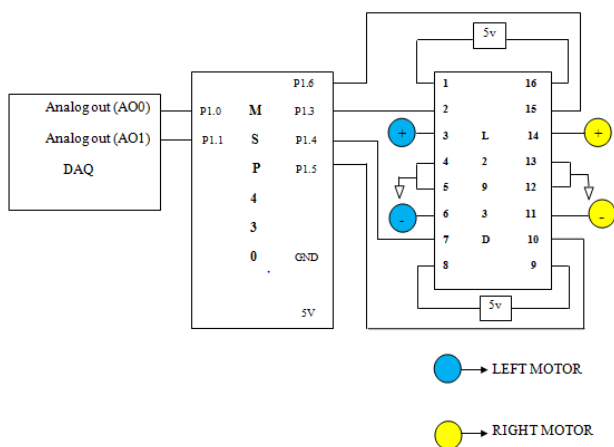 5v
P1.6
1 16
Analog out (AO0)
P1.0 M P1.3
2 15
Analog out (AO1)
P1.1 S P1.4
3 L 14
DAQ
P P1.5
4 2 13
4
5 9 12
3
6 3 11
0 GND
7 D 10
8 9
5V
5v
+
+
-
-
LEFT MOTOR
RIGHT MOTOR